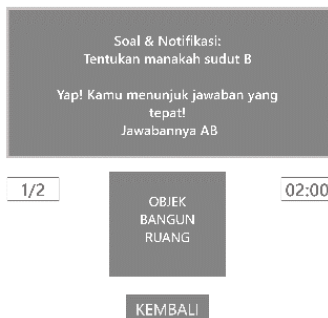 Soal & Notifikasi:
Tentukan manakah sudut B
Yap! Kamu menunjuk jawaban yang
tepat!
Jawabannya AB
1/2
OBJEK
BANGUN
RUANG
02:00
KEMBALI